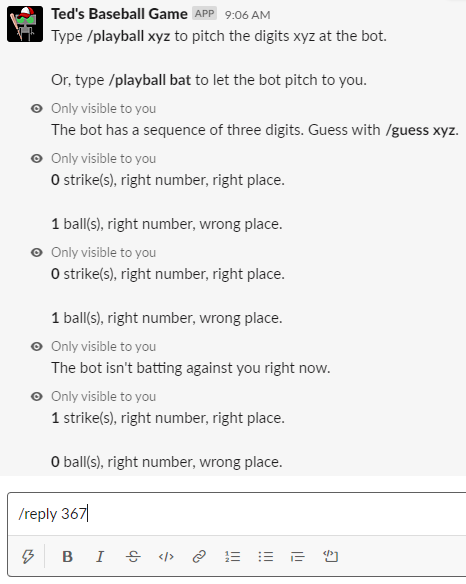 Ted's Baseball Game APP 9:06 AM
Type /playball xyz to pitch the digits xyz at the bot.
Or, type /playball bat to let the bot pitch to you.
Only visible to you
The bot has a sequence of three digits. Guess with /guess xyz.
Only visible to you
0 strike(s), right number, right place.
1 ball(s), right number, wrong place.
Only visible to you
0 strike(s), right number, right place.
1 ball(s), right number, wrong place.
Only visible to you
The bot isn't batting against you right now.
Only visible to you
1 strike(s), right number, right place.
0 ball(s), right number, wrong place.
/reply 367
B I S </>